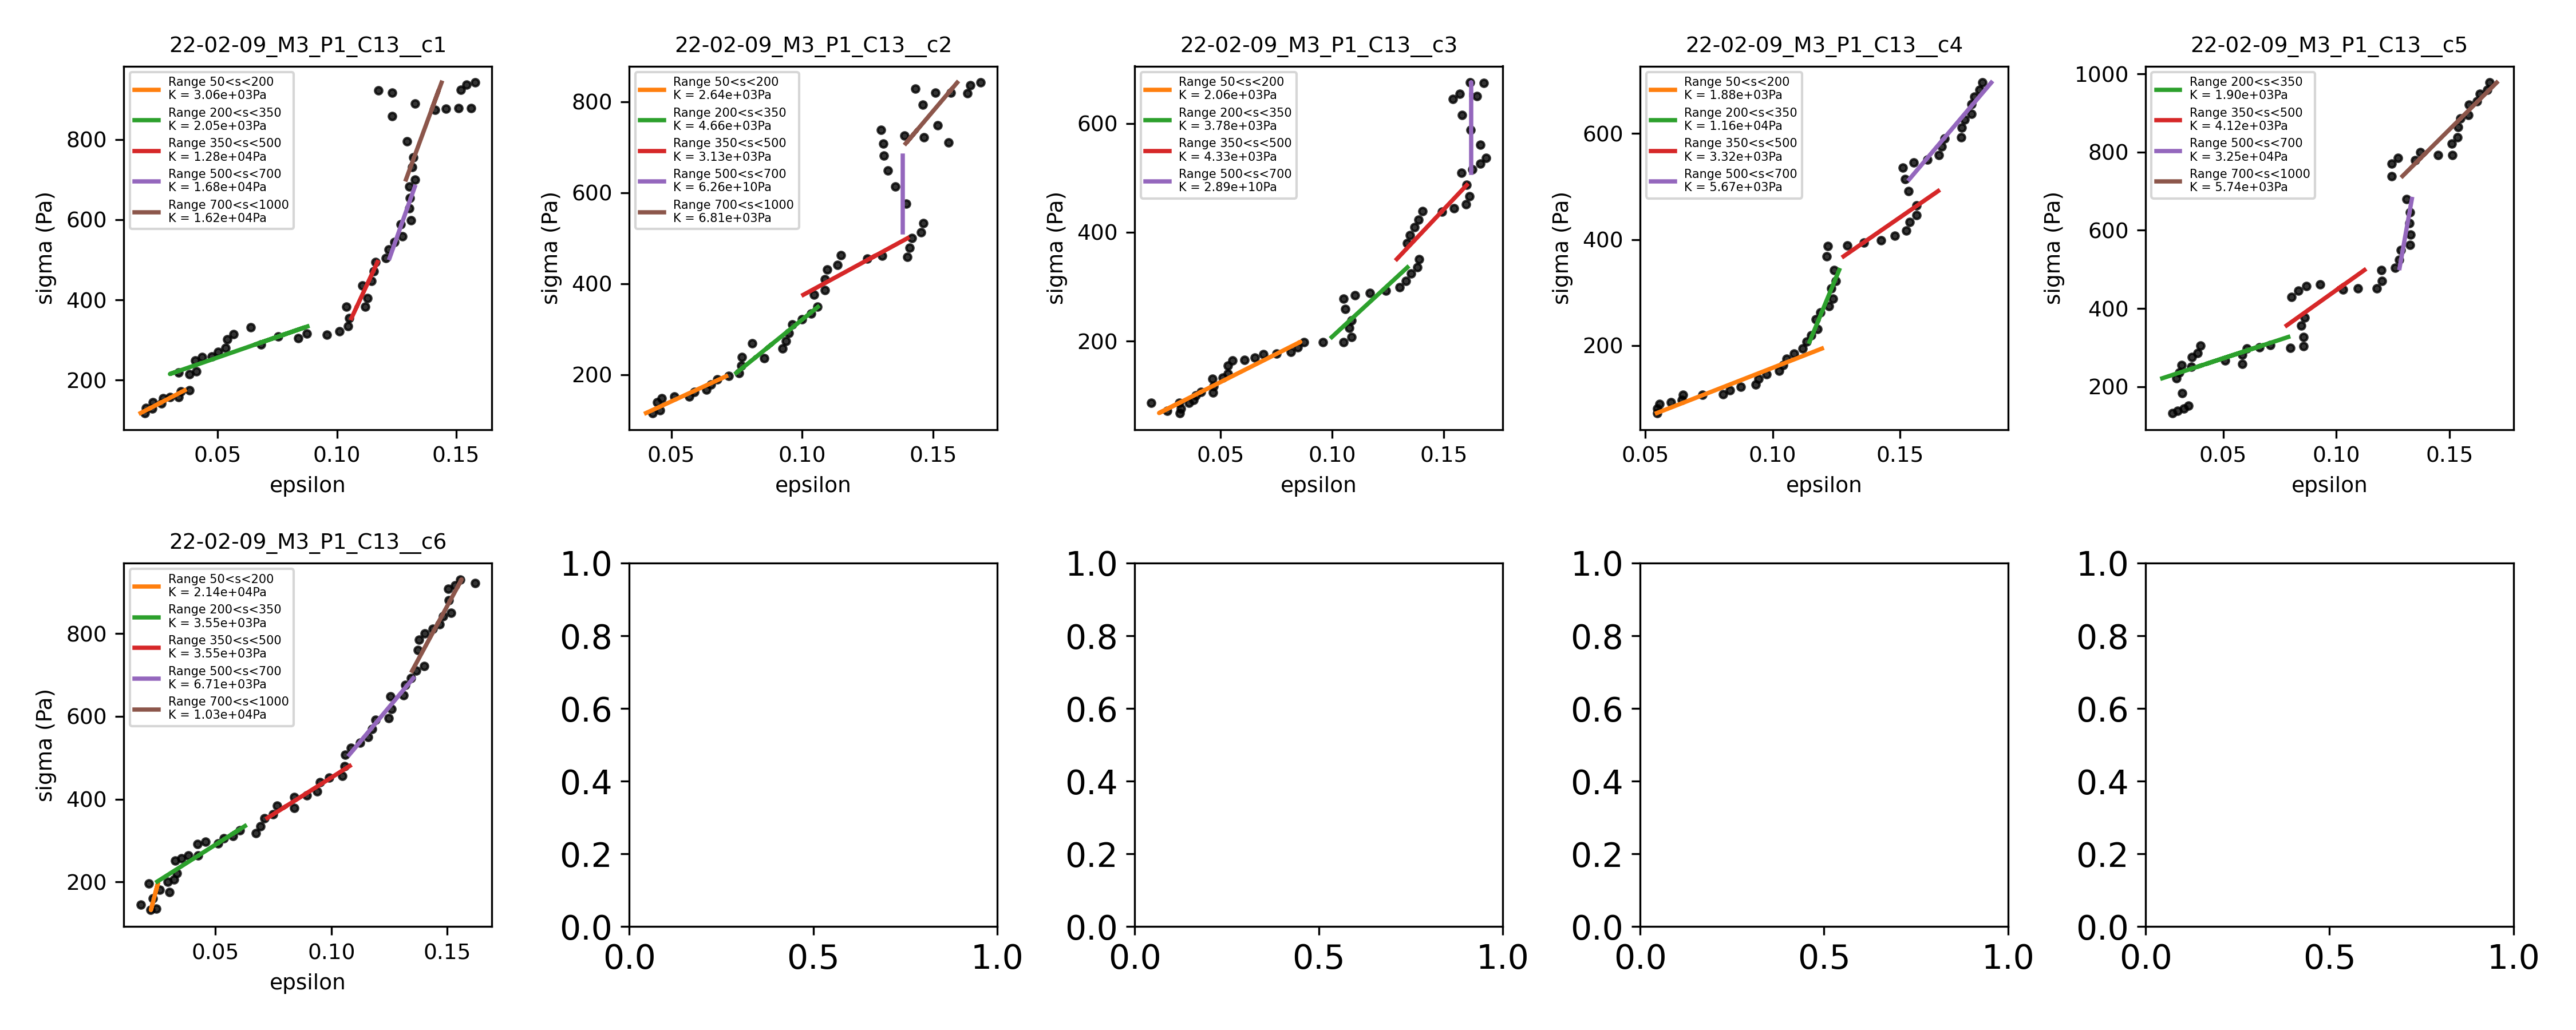 22-02-09_M3_P1_C13__c1
Range 50<s<200
K = 3.06e+03Pa
Range 200<s<350
K = 2.05e+03Pa
Range 350<s<500
K = 1.28e+04Pa
Range 500<s<700
K = 1.68e+04Pa
Range 700<s<1000
K = 1.62e+04Pa
800
600
400
200
sigma (Pa)
0.05 0.10 0.15
epsilon
22-02-09_M3_P1_C13__c2
Range 50<s<200
K = 2.64e+03Pa
Range 200<s<350
K = 4.66e+03Pa
Range 350<s<500
K = 3.13e+03Pa
Range 500<s<700
K = 6.26e+10Pa
Range 700<s<1000
K = 6.81e+03Pa
800
600
400
200
sigma (Pa)
0.05 0.10 0.15
epsilon
22-02-09_M3_P1_C13__c3
Range 50<s<200
K = 2.06e+03Pa
Range 200<s<350
K = 3.78e+03Pa
Range 350<s<500
K = 4.33e+03Pa
Range 500<s<700
K = 2.89e+10Pa
600
400
200
sigma (Pa)
0.05 0.10 0.15
epsilon
22-02-09_M3_P1_C13__c4
Range 50<s<200
K = 1.88e+03Pa
Range 200<s<350
K = 1.16e+04Pa
Range 350<s<500
K = 3.32e+03Pa
Range 500<s<700
K = 5.67e+03Pa
600
400
200
sigma (Pa)
0.05 0.10 0.15
epsilon
22-02-09_M3_P1_C13__c5
Range 200<s<350
K = 1.90e+03Pa
Range 350<s<500
K = 4.12e+03Pa
Range 500<s<700
K = 3.25e+04Pa
Range 700<s<1000
K = 5.74e+03Pa
1000
800
600
400
200
sigma (Pa)
0.05 0.10 0.15
epsilon
22-02-09_M3_P1_C13__c6
Range 50<s<200
K = 2.14e+04Pa
Range 200<s<350
K = 3.55e+03Pa
Range 350<s<500
K = 3.55e+03Pa
Range 500<s<700
K = 6.71e+03Pa
Range 700<s<1000
K = 1.03e+04Pa
800
600
400
200
sigma (Pa)
0.05 0.10 0.15
epsilon
1.0
0.8
0.6
0.4
0.2
0.0
0.0 0.5 1.0
1.0
0.8
0.6
0.4
0.2
0.0
0.0 0.5 1.0
1.0
0.8
0.6
0.4
0.2
0.0
0.0 0.5 1.0
1.0
0.8
0.6
0.4
0.2
0.0
0.0 0.5 1.0